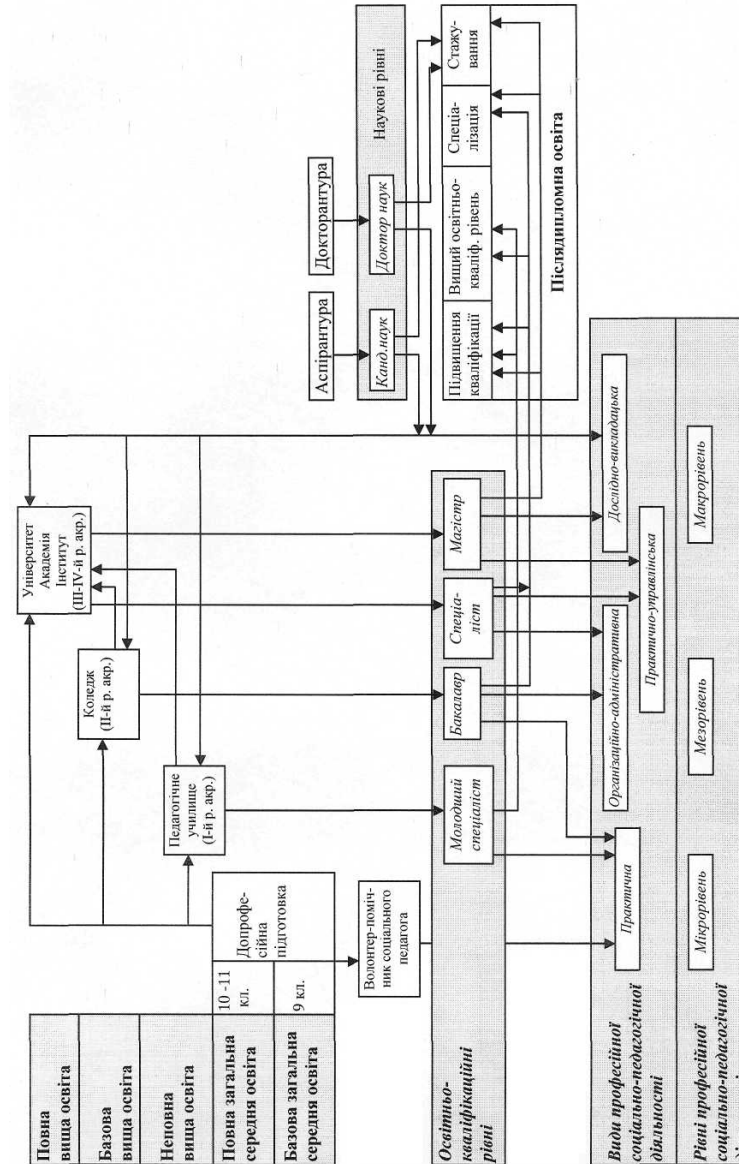 Повна
вища освіта
Базова
вища освіта
Неповна
вища освіта
Повна загальна
середня освіта
Базова загальна
середня освіта
10 -11
кл.
9 кл.
Допрофе-
сійна
підготовка
Університет
Академія
Інститут
(III-IV-й р. акр.)
Коледж
(II-й р. акр.)
Педагогічне
училище
(I-й р. акр.)
Волонтер-поміч-
ник соціального
педагога
Аспірантура
Докторантура
Канд.наук
Доктор наук
Наукові рівні
Освітньо-
кваліфікаційні
рівні
Молодший
спеціаліст
Бакалавр
Спеціа-
ліст
Магістр
Підвищення
кваліфікації
Вищий освітньо-
кваліф. рівень
Спеціа-
лізація
Стажу-
вання
Післядипломна освіта
Види професійної
соціально-педагогічної
діяльності
Практична
Організаційно-адміністративна
Практично-управлінська
Дослідно-викладацька
Рівні професійної
соціально-педагогічної
Мікрорівень
Мезорівень
Макрорівень